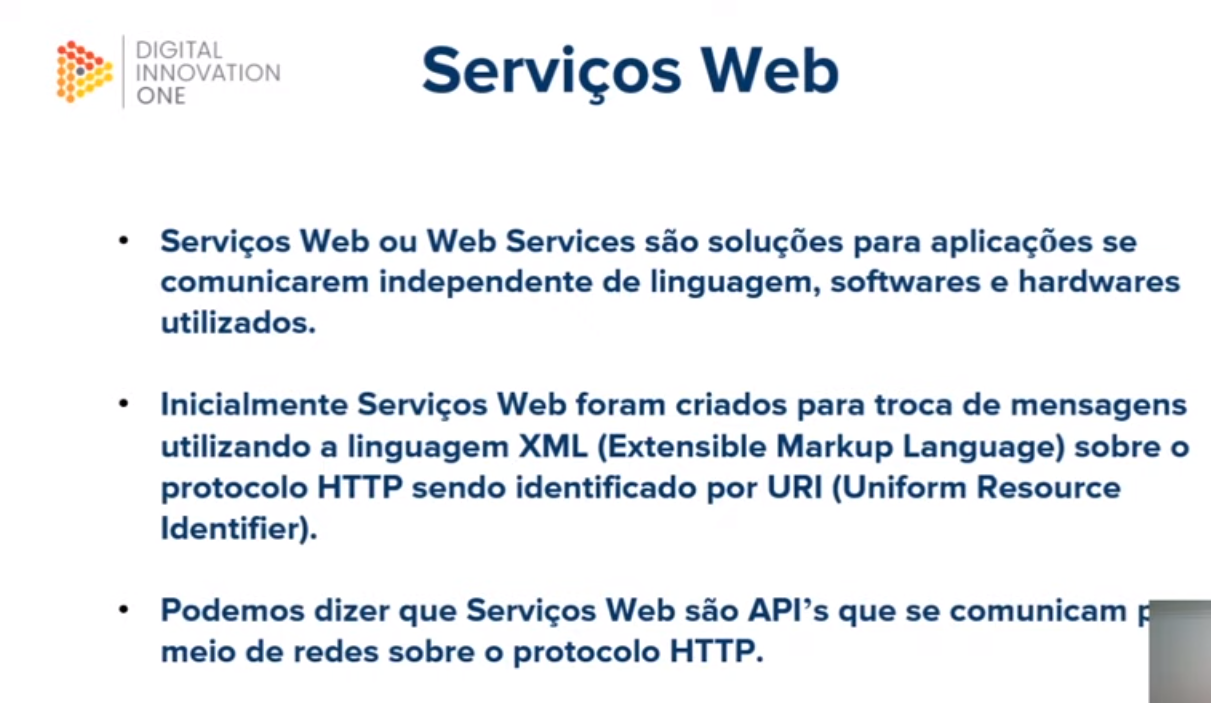 DIGITAL
INNOVATION
ONE
Serviços Web
• Serviços Web ou Web Services são soluções para aplicações se
comunicarem independente de linguagem, softwares e hardwares
utilizados.
• Inicialmente Serviços Web foram criados para troca de mensagens
utilizando a linguagem XML (Extensible Markup Language) sobre o
protocolo HTTP sendo identificado por URI (Uniform Resource
Identifier).
• Podemos dizer que Serviços Web são API's que se comunicam
meio de redes sobre o protocolo HTTP.